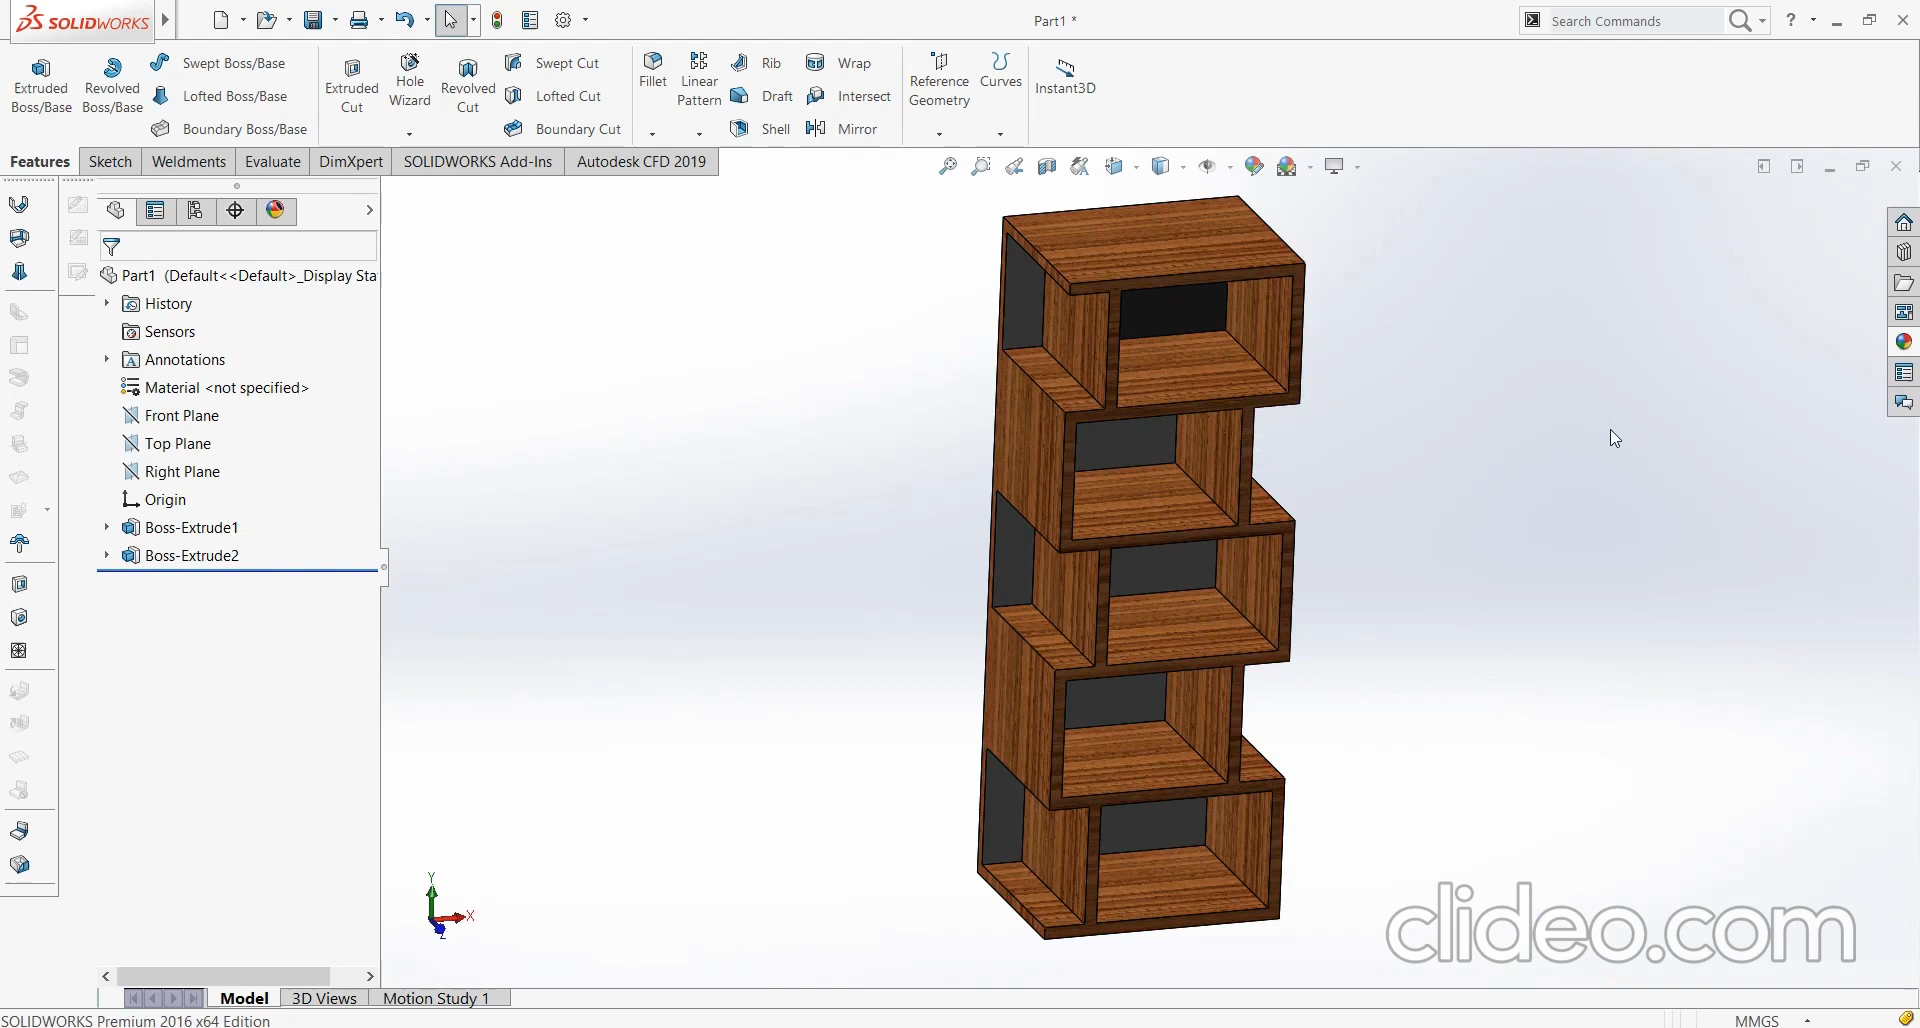 SOLIDWORKS
Part1 *
Search Commands
?
Extruded Boss/Base
Revolved Boss/Base
Swept Boss/Base
Lofted Boss/Base
Boundary Boss/Base
Extruded Cut
Hole Wizard
Revolved Cut
Swept Cut
Lofted Cut
Boundary Cut
Fillet
Linear Pattern
Rib
Draft
Shell
Wrap
Intersect
Mirror
Reference Geometry
Curves
Instant3D
Features
Sketch
Weldments
Evaluate
DimXpert
SOLIDWORKS Add-Ins
Autodesk CFD 2019
Part1 (Default<<Default>_Display Sta
History
Sensors
Annotations
Material <not specified>
Front Plane
Top Plane
Right Plane
Origin
Boss-Extrude1
Boss-Extrude2
Y
X
Z
clideo.com
Model
3D Views
Motion Study 1
SOLIDWORKS Premium 2016 x64 Edition
MMGS